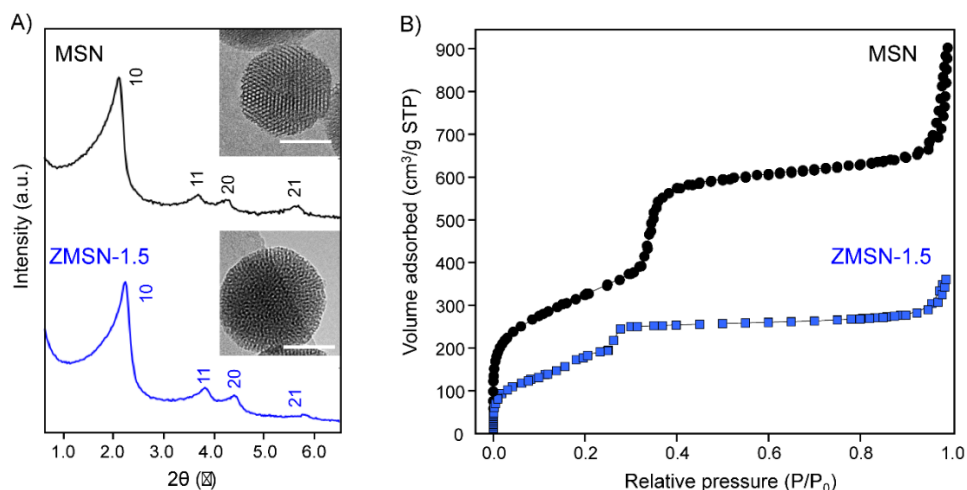 A)
MSN
10
11
20
21
ZMSN-1.5
10
11
20
21
Intensity (a.u.)
1.0 2.0 3.0 4.0 5.0 6.0
2θ (▯)
B)
MSN
ZMSN-1.5
900
800
700
600
500
400
300
200
100
0
Volume adsorbed (cm³/g STP)
0.0 0.2 0.4 0.6 0.8 1.0
Relative pressure (P/P₀)